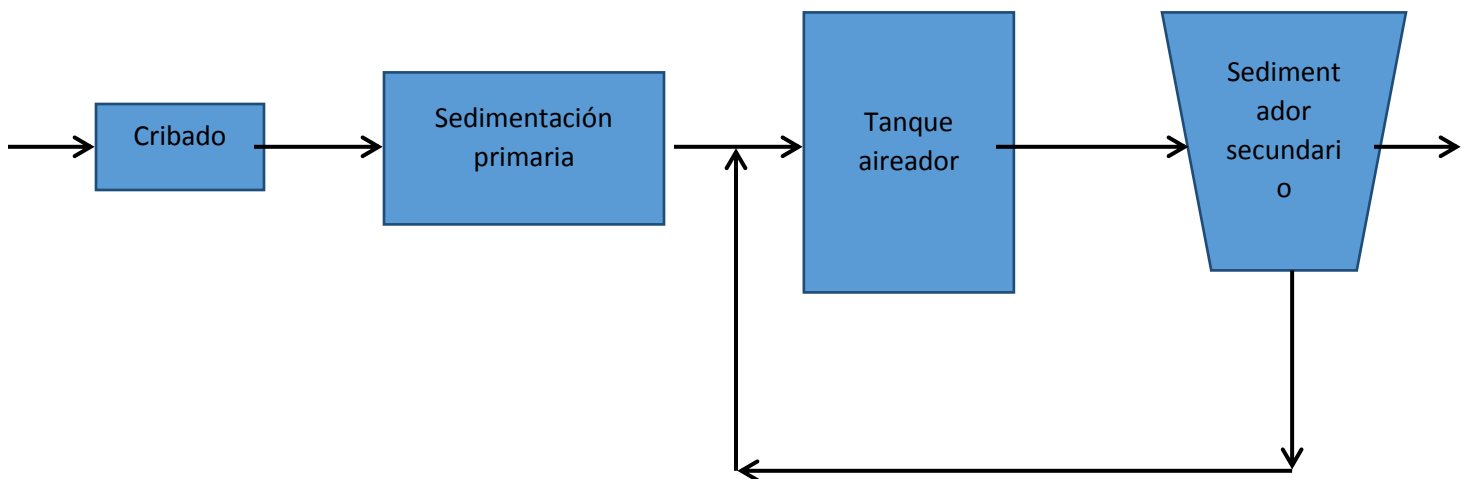 Cribado
Sedimentación
primaria
Tanque
aireador
Sediment
ador
secundari
o